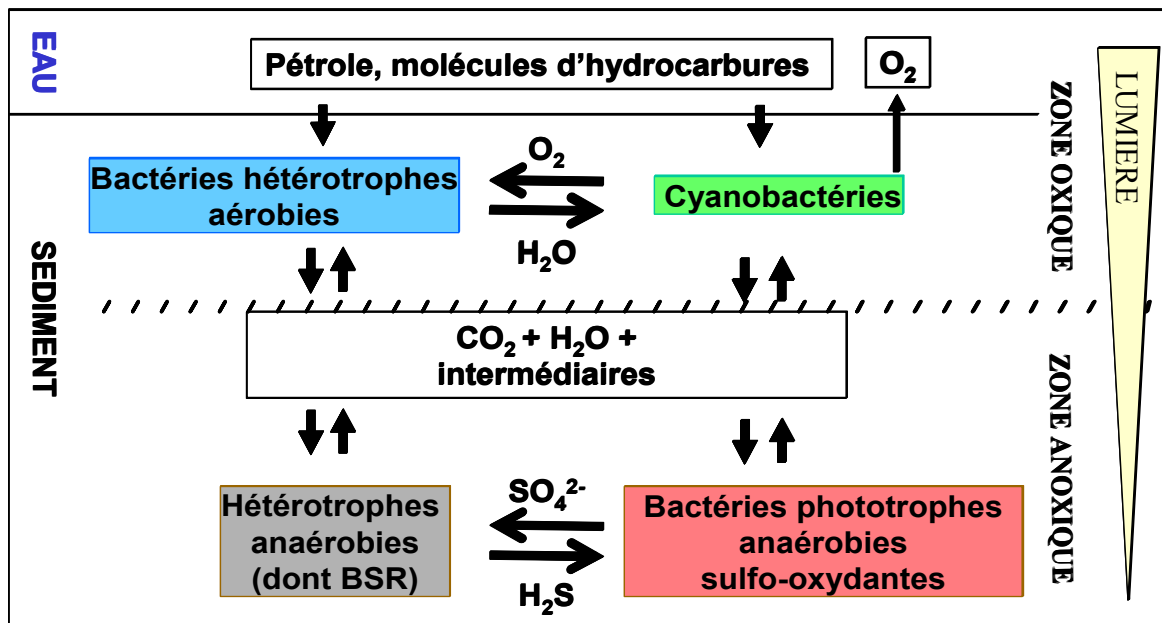 EAU
Pétrole, molécules d'hydrocarbures
O₂
LUMIERE
ZONE OXIQUE
SEDIMENT
Bactéries hétérotrophes
aérobies
O₂
H₂O
Cyanobactéries
CO₂ + H₂O +
intermédiaires
ZONE ANOXIQUE
Hétérotrophes
anaérobies
(dont BSR)
SO₄²⁻
H₂S
Bactéries phototrophes
anaérobies
sulfo-oxydantes